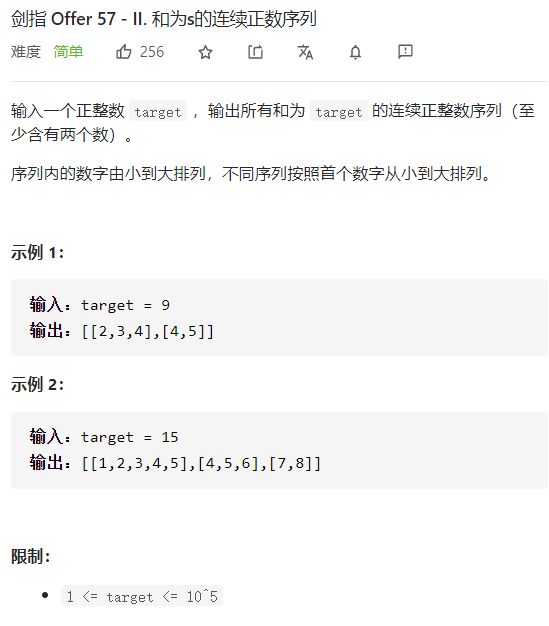 剑指 Offer 57 - II. 和为s的连续正数序列
难度 简单 256
输入一个正整数 target ，输出所有和为 target 的连续正整数序列（至
少含有两个数）。
序列内的数字由小到大排列，不同序列按照首个数字从小到大排列。
示例 1：
输入：target = 9
输出：[[2,3,4],[4,5]]
示例 2：
输入：target = 15
输出：[[1,2,3,4,5],[4,5,6],[7,8]]
限制：
• 1 <= target <= 10^5